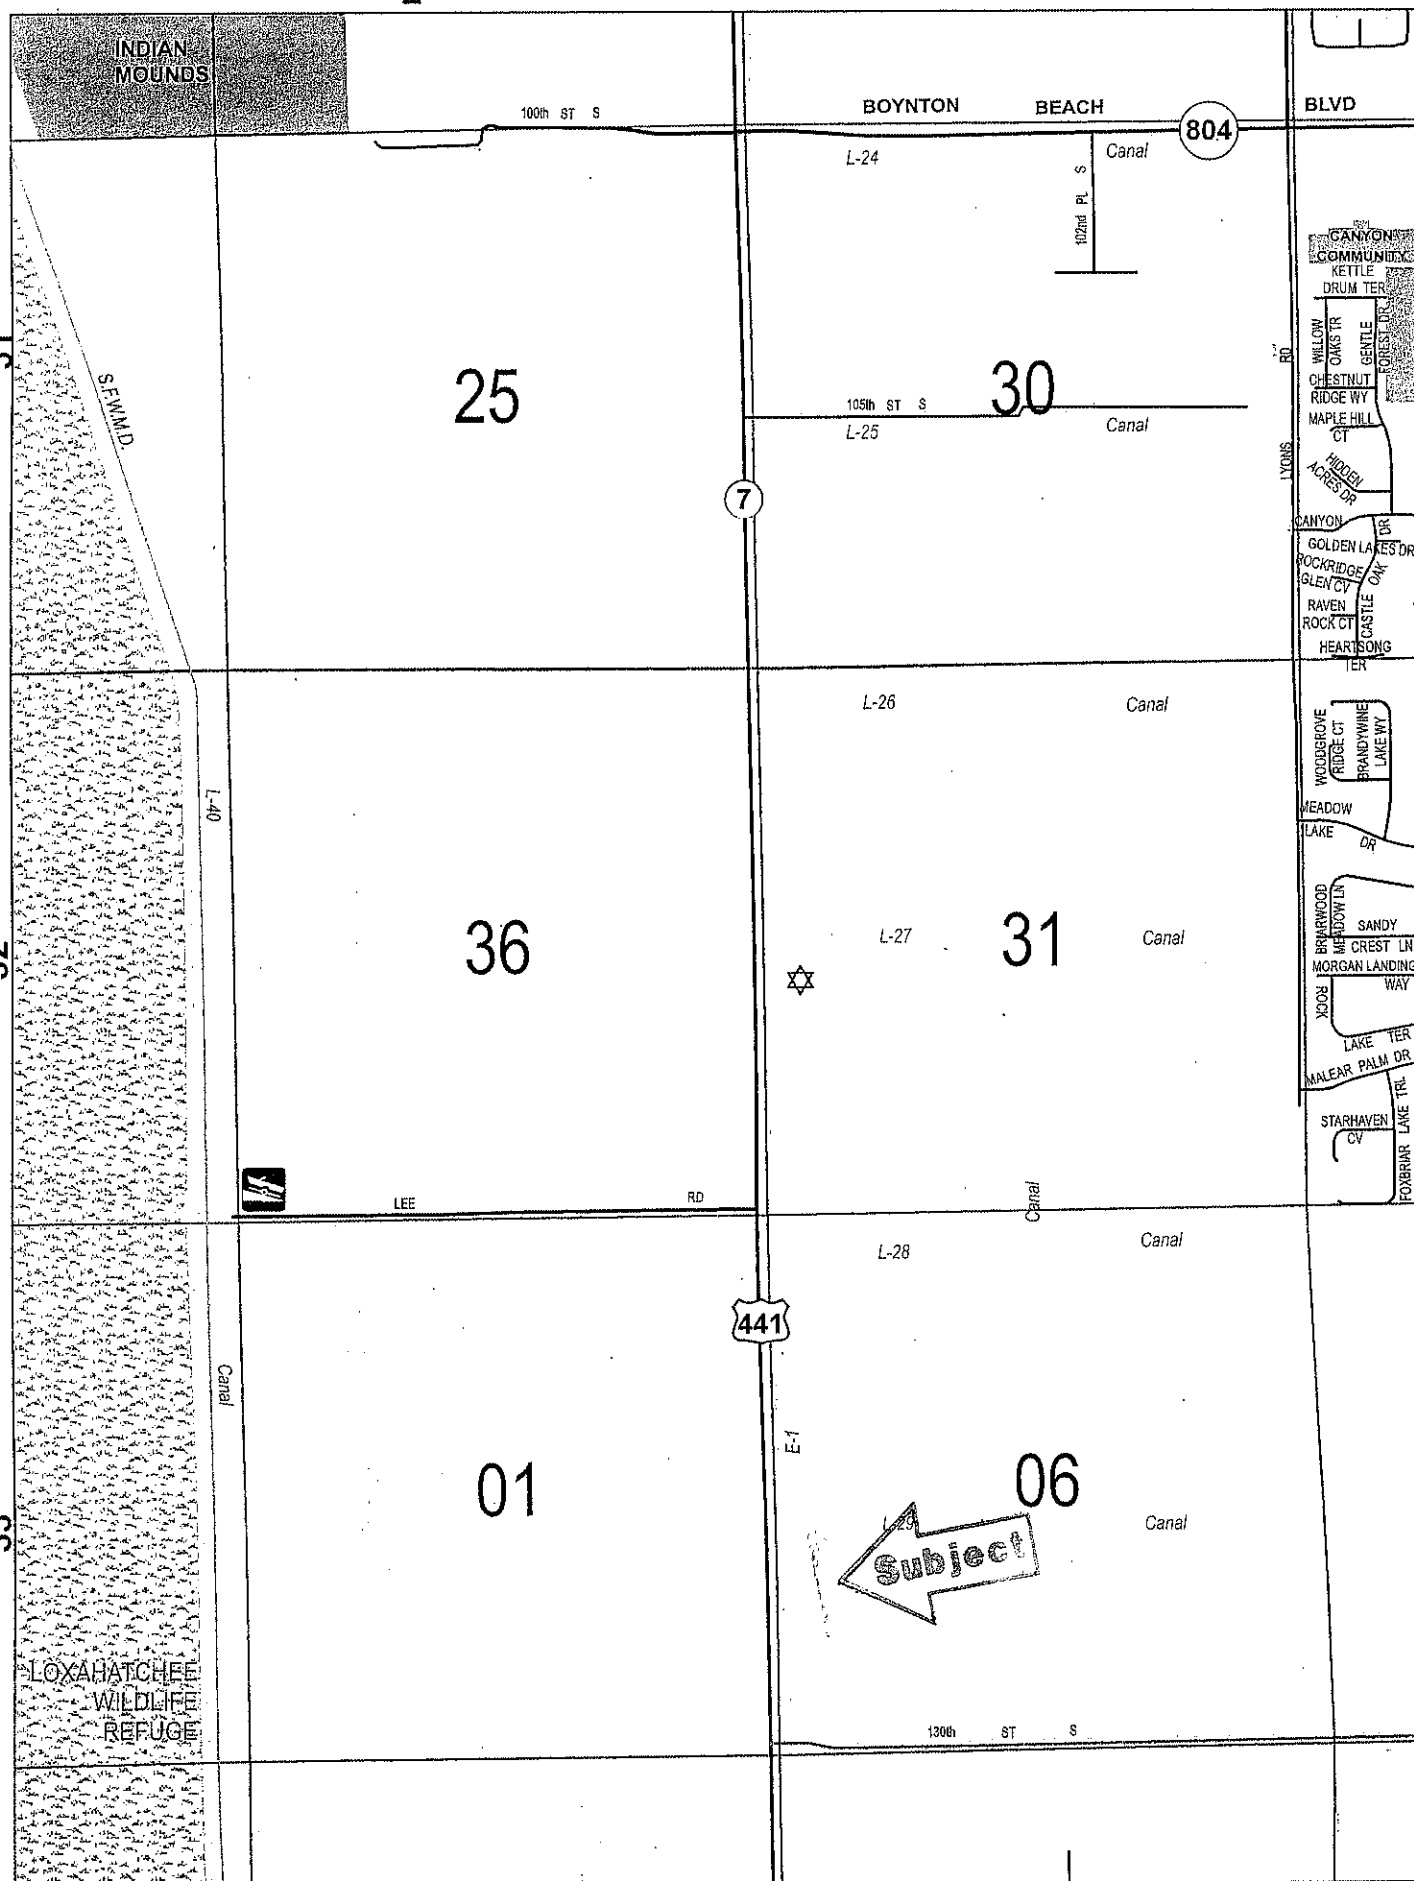 INDIAN
MOUNDS
100th ST S
BOYNTON BEACH BLVD
804
L-24 Canal
102nd PL S
CANYON
COMMUNITY
KETTLE
DRUM TER
WILLOW
OAKS TR
GENTLE
FOREST DR
S.F.W.M.D.
25
30
RD
LYONS
CHESTNUT
RIDGE WY
MAPLE HILL
CT
105th ST S
L-25 Canal
HIDDEN
ACRES DR
7
CANYON
DR
GOLDEN LAKES DR
ROCKRIDGE
GLEN CV
OAK
CASTLE
RAVEN
ROCK CT
HEARTSONG
TER
L-26 Canal
WOODGROVE
RIDGE CT
BRANDYWINE
LAKE WY
L-40
MEADOW
LAKE DR
36
31
L-27 Canal
BRIARWOOD
MEADOW LN
SANDY
CREST LN
MORGAN LANDING
WAY
32
ROCK
LAKE TER
MALEAR PALM DR
STARHAVEN
CV
FOXBRIAR LAKE TRL
LEE RD
Canal
L-28 Canal
441
Canal
E-1
01
06
L-29 Canal
Subject
33
LOXAHATCHEE
WILDLIFE
REFUGE
130th ST S